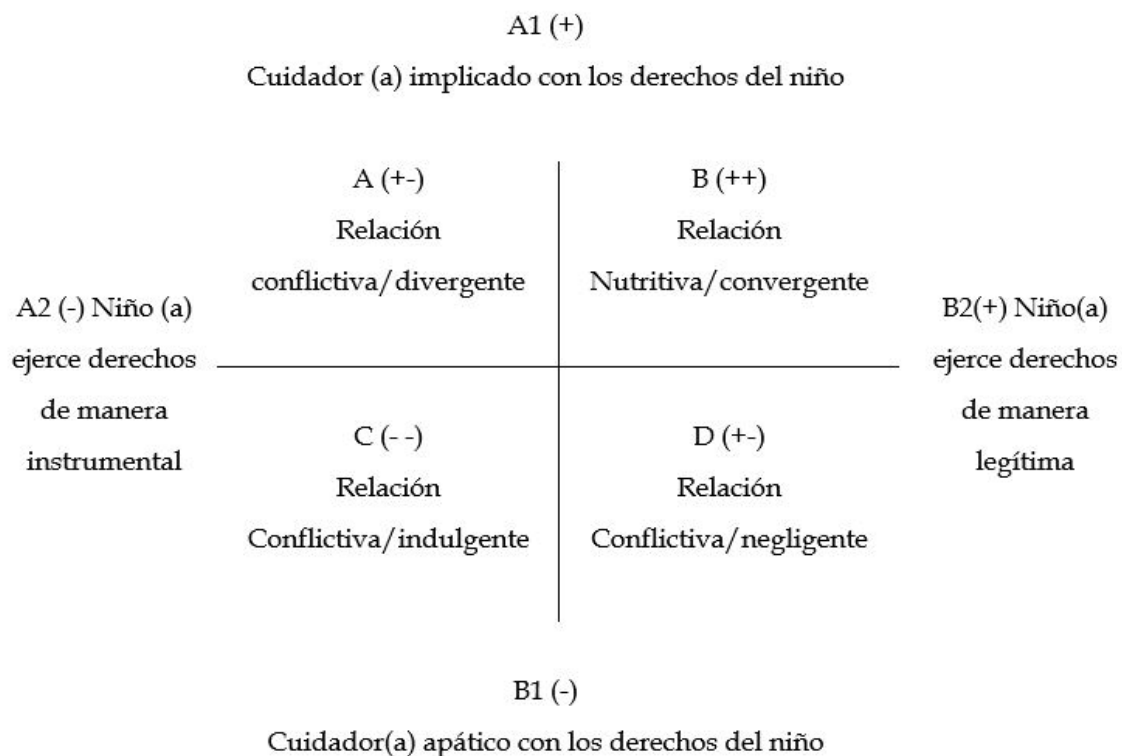 A1 (+)
Cuidador (a) implicado con los derechos del niño
A (+-)
Relación
conflictiva/divergente
B (++)
Relación
Nutritiva/convergente
A2 (-) Niño (a)
ejerce derechos
de manera
instrumental
B2(+) Niño(a)
ejerce derechos
de manera
legítima
C (- -)
Relación
Conflictiva/indulgente
D (+-)
Relación
Conflictiva/negligente
B1 (-)
Cuidador(a) apático con los derechos del niño